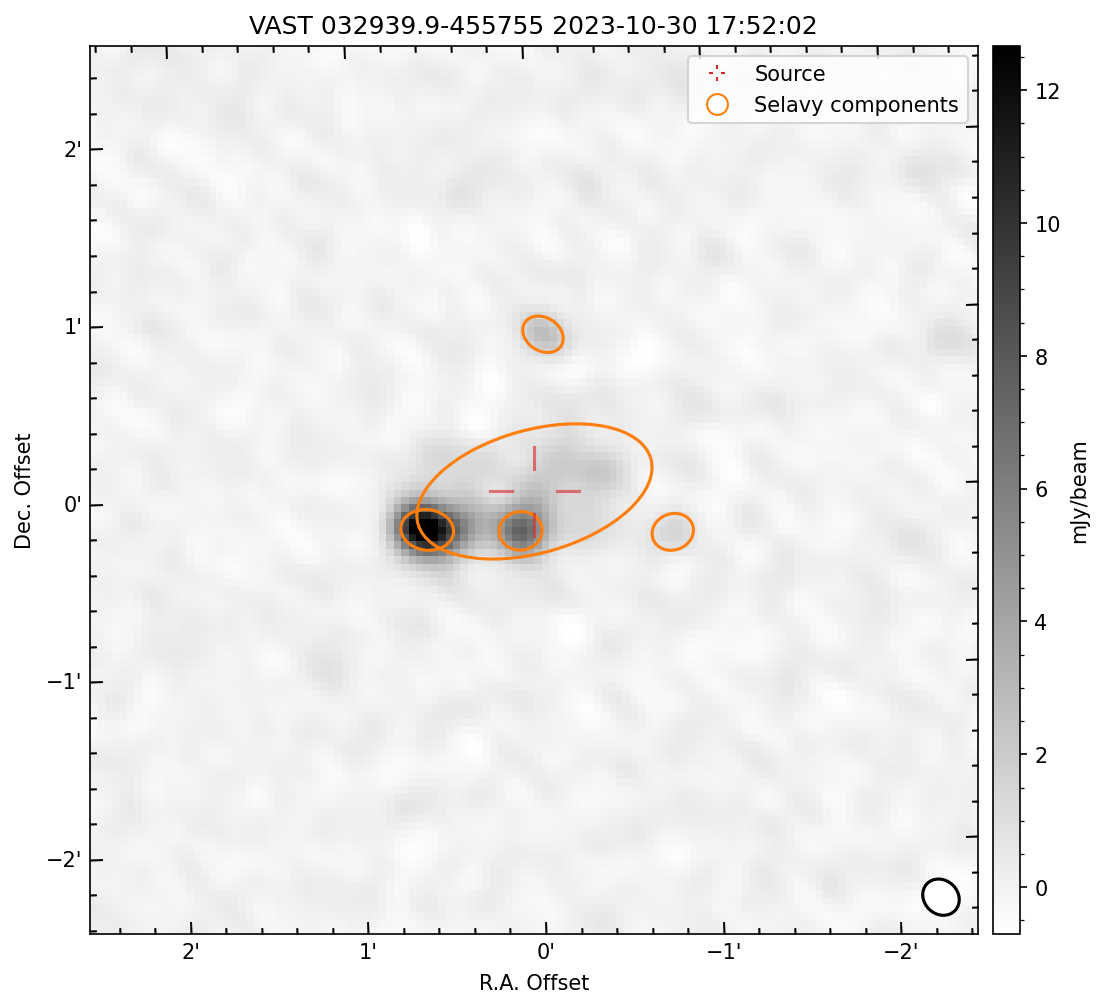 VAST 032939.9-455755 2023-10-30 17:52:02
Source
Selavy components
2'
1'
0'
−1'
−2'
Dec. Offset
2'
1'
0'
−1'
−2'
R.A. Offset
12
10
8
6
4
2
0
mJy/beam